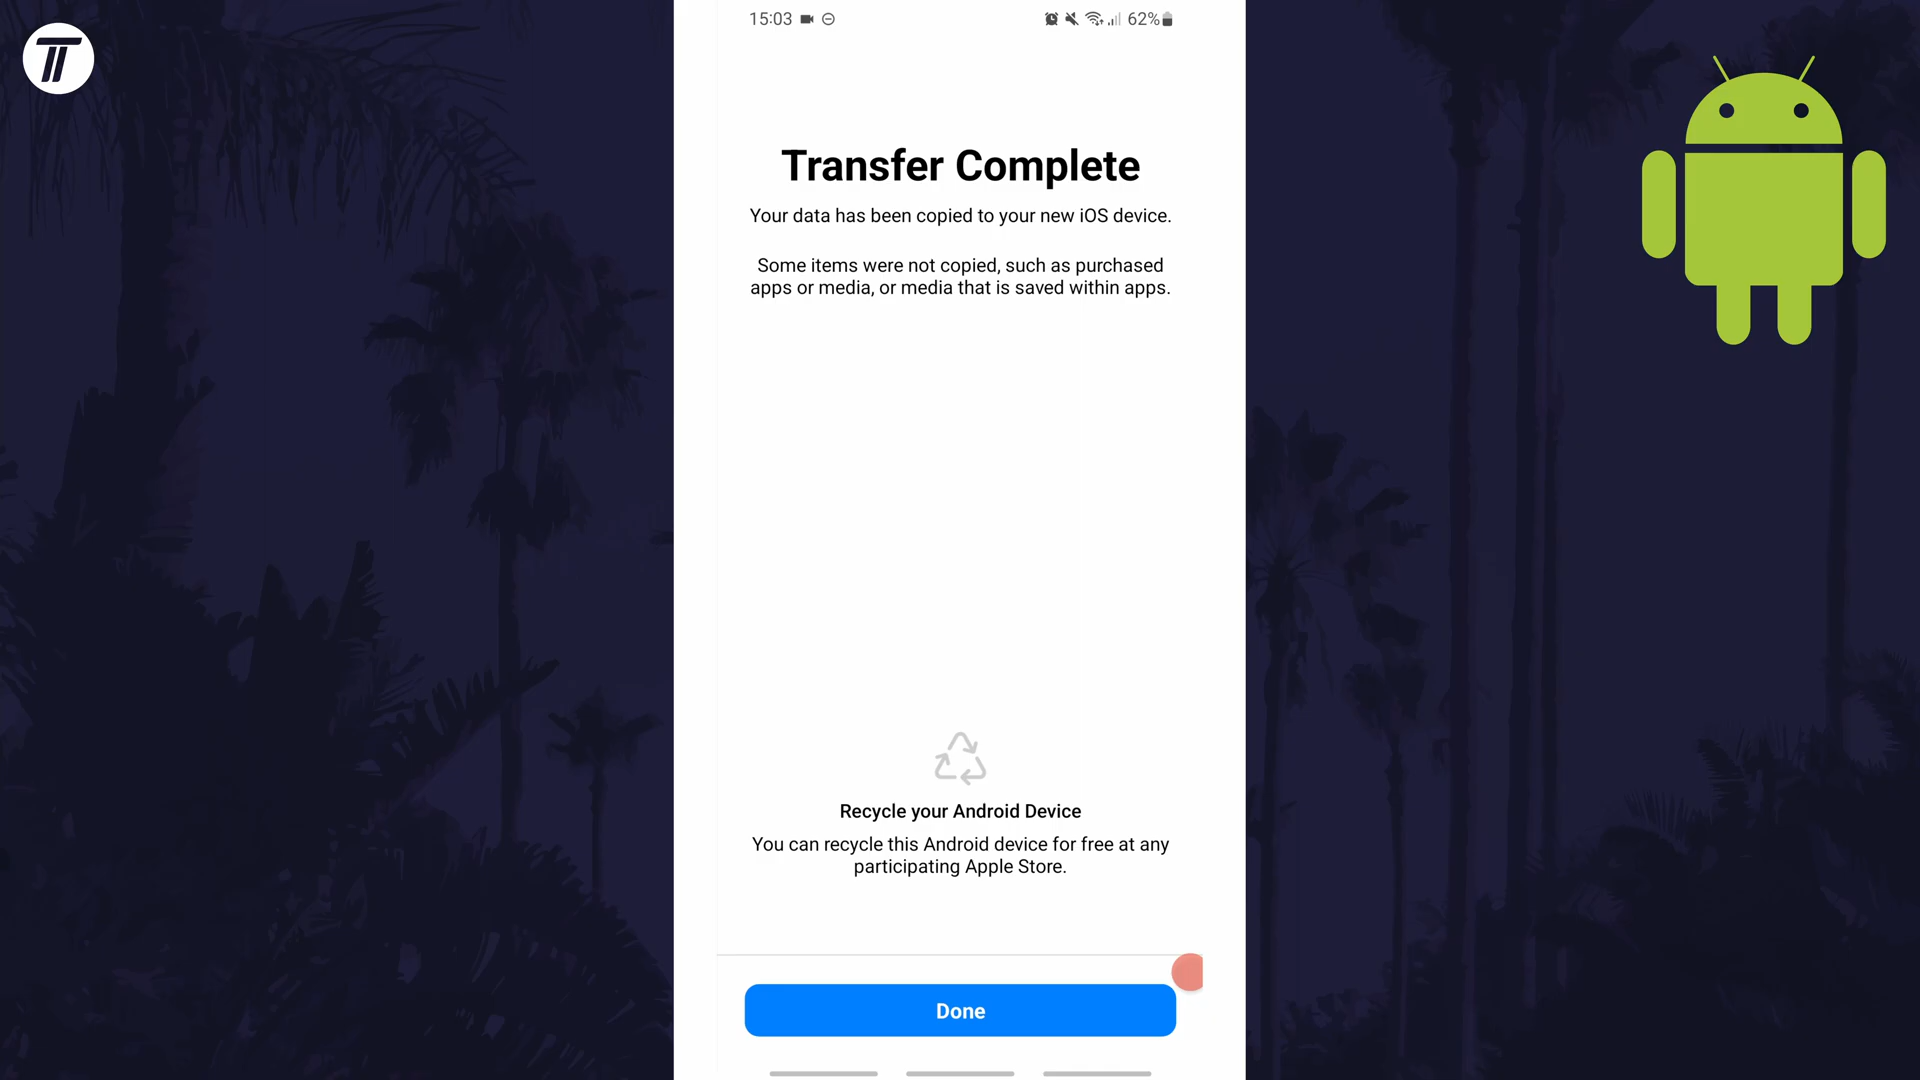 15:03
62%
Transfer Complete
Your data has been copied to your new iOS device.
Some items were not copied, such as purchased
apps or media, or media that is saved within apps.
Recycle your Android Device
You can recycle this Android device for free at any
participating Apple Store.
Done